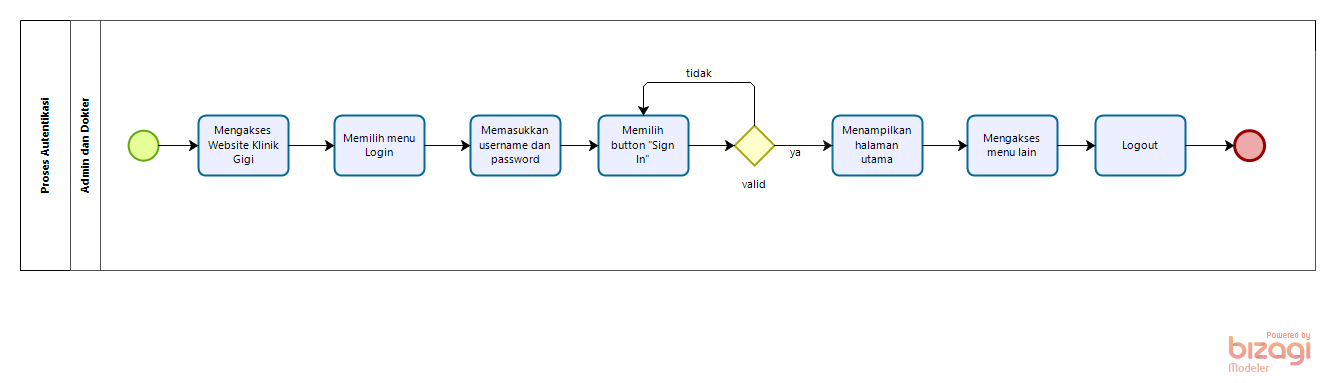 Proses Autentikasi
Admin dan Dokter
Mengakses
Website Klinik
Gigi
Memilih menu
Login
Memasukkan
username dan
password
Memilih
button "Sign
In"
tidak
valid
ya
Menampilkan
halaman
utama
Mengakses
menu lain
Logout
Powered by
bizagi
Modeler